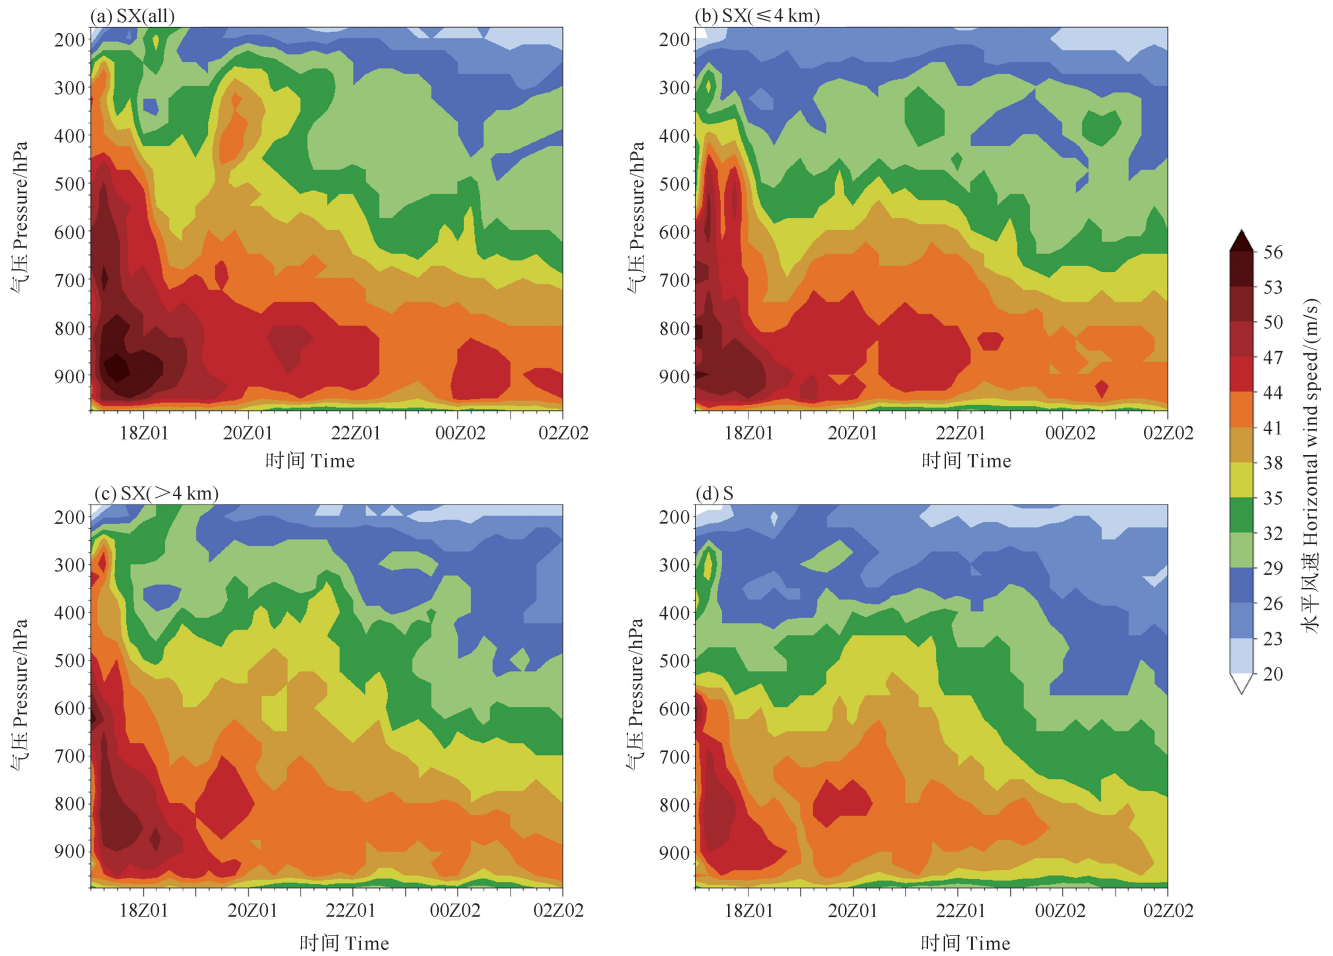 (a) SX(all)
200
300
400
500
600
700
800
900
气压 Pressure/hPa
18Z01
20Z01
22Z01
00Z02
02Z02
时间 Time
(b) SX(≤4 km)
200
300
400
500
600
700
800
900
气压 Pressure/hPa
18Z01
20Z01
22Z01
00Z02
02Z02
时间 Time
(c) SX(>4 km)
200
300
400
500
600
700
800
900
气压 Pressure/hPa
18Z01
20Z01
22Z01
00Z02
02Z02
时间 Time
(d) S
200
300
400
500
600
700
800
900
气压 Pressure/hPa
18Z01
20Z01
22Z01
00Z02
02Z02
时间 Time
56
53
50
47
44
41
38
35
32
29
26
23
20
水平风速 Horizontal wind speed/(m/s)